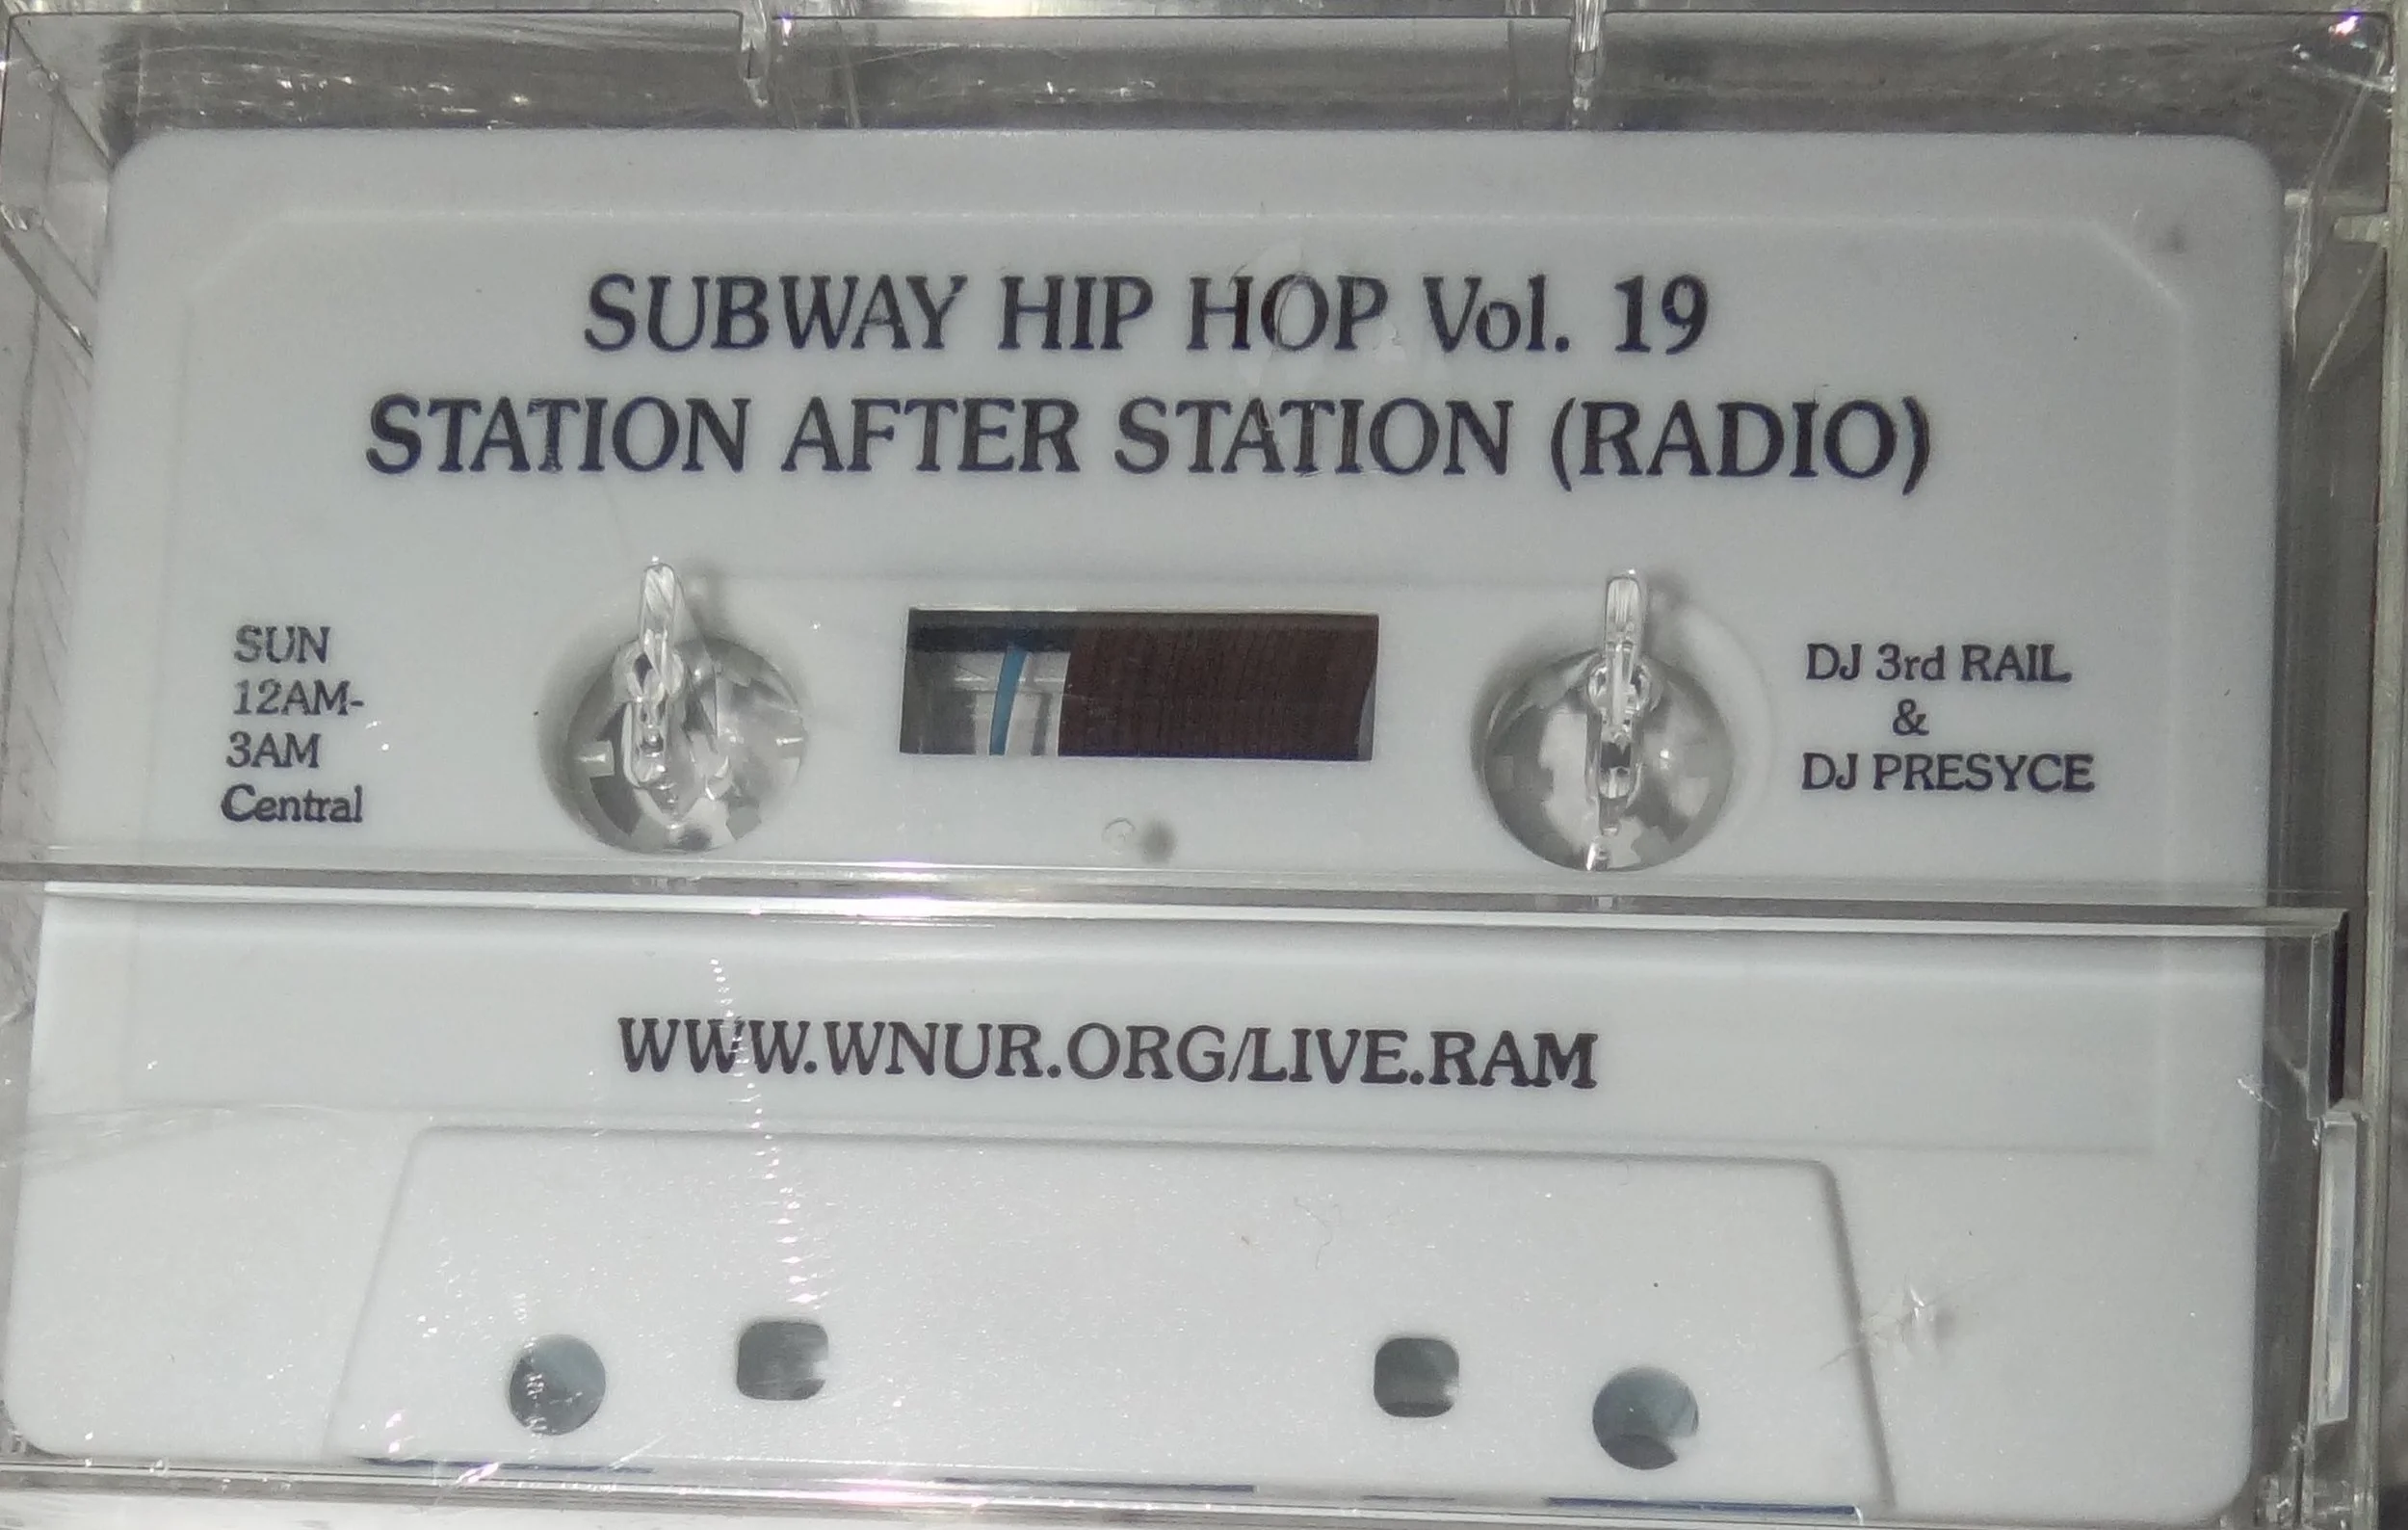 SUBWAY HIP HOP Vol. 19
STATION AFTER STATION (RADIO)
SUN
12AM-
3AM
Central
DJ 3rd RAIL
&
DJ PRESYCE
WWW.WNUR.ORG/LIVE.RAM